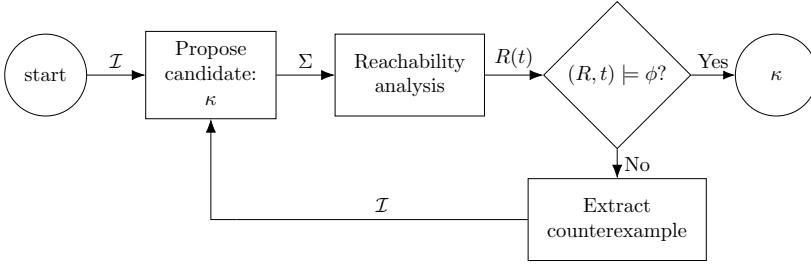 start
ℐ
Propose
candidate:
κ
Σ
Reachability
analysis
R(t)
(R, t) ⊨ ϕ?
Yes
κ
No
Extract
counterexample
ℐ